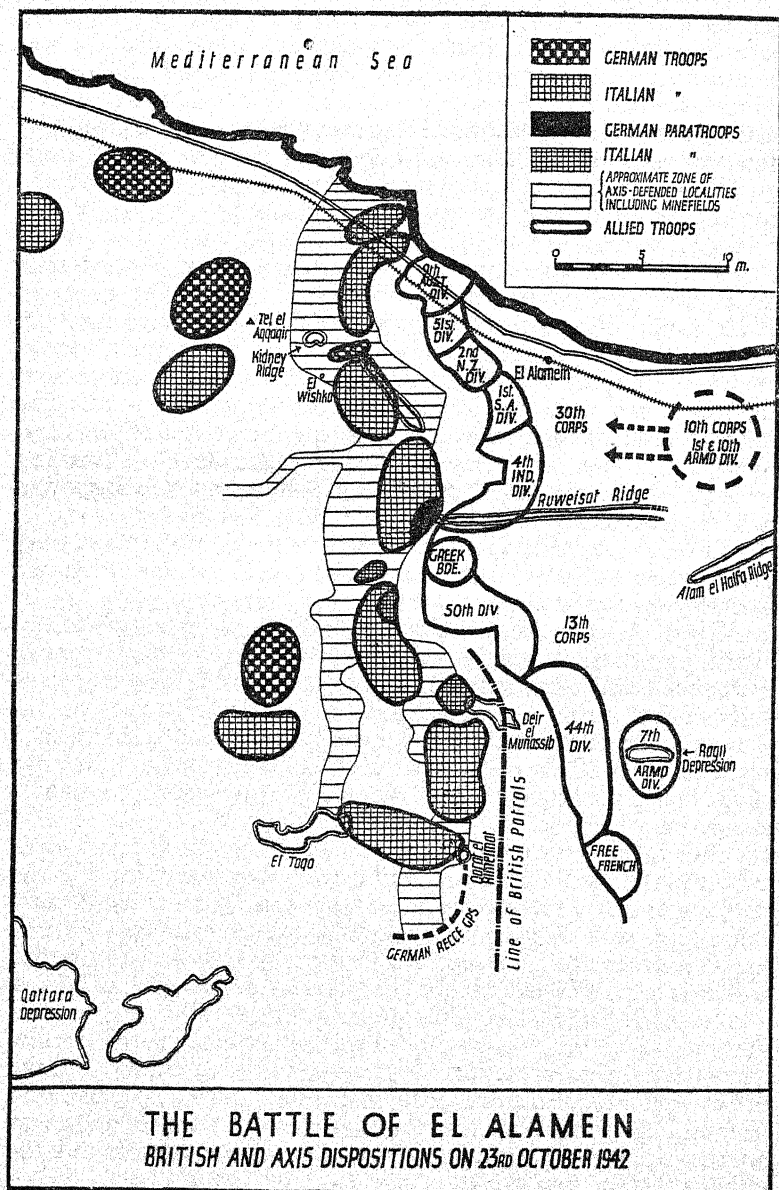 Mediterranean Sea
GERMAN TROOPS
ITALIAN "
GERMAN PARATROOPS
ITALIAN "
APPROXIMATE ZONE OF
AXIS-DEFENDED LOCALITIES
INCLUDING MINEFIELDS
ALLIED TROOPS
0 5 10 m.
9th
AUST.
DIV.
51st.
DIV.
2nd
N.Z.
DIV.
El Alamein
1st.
S.A.
DIV.
30th
CORPS
10th CORPS
1st & 10th
ARMD DIV.
Tel el
Aqqaqir
Kidney
Ridge
El
Wishka
4th
IND.
DIV.
Ruweisat Ridge
Alam el Halfa Ridge
GREEK
BDE.
50th DIV.
13th
CORPS
Deir
el
Munassib
44th
DIV.
7th
ARMD
DIV.
Ragil
Depression
El Taqa
Qaret el
Himeimat
FREE
FRENCH
GERMAN RECCE GPS
Line of British Patrols
Qattara
Depression
THE BATTLE OF EL ALAMEIN
BRITISH AND AXIS DISPOSITIONS ON 23RD OCTOBER 1942